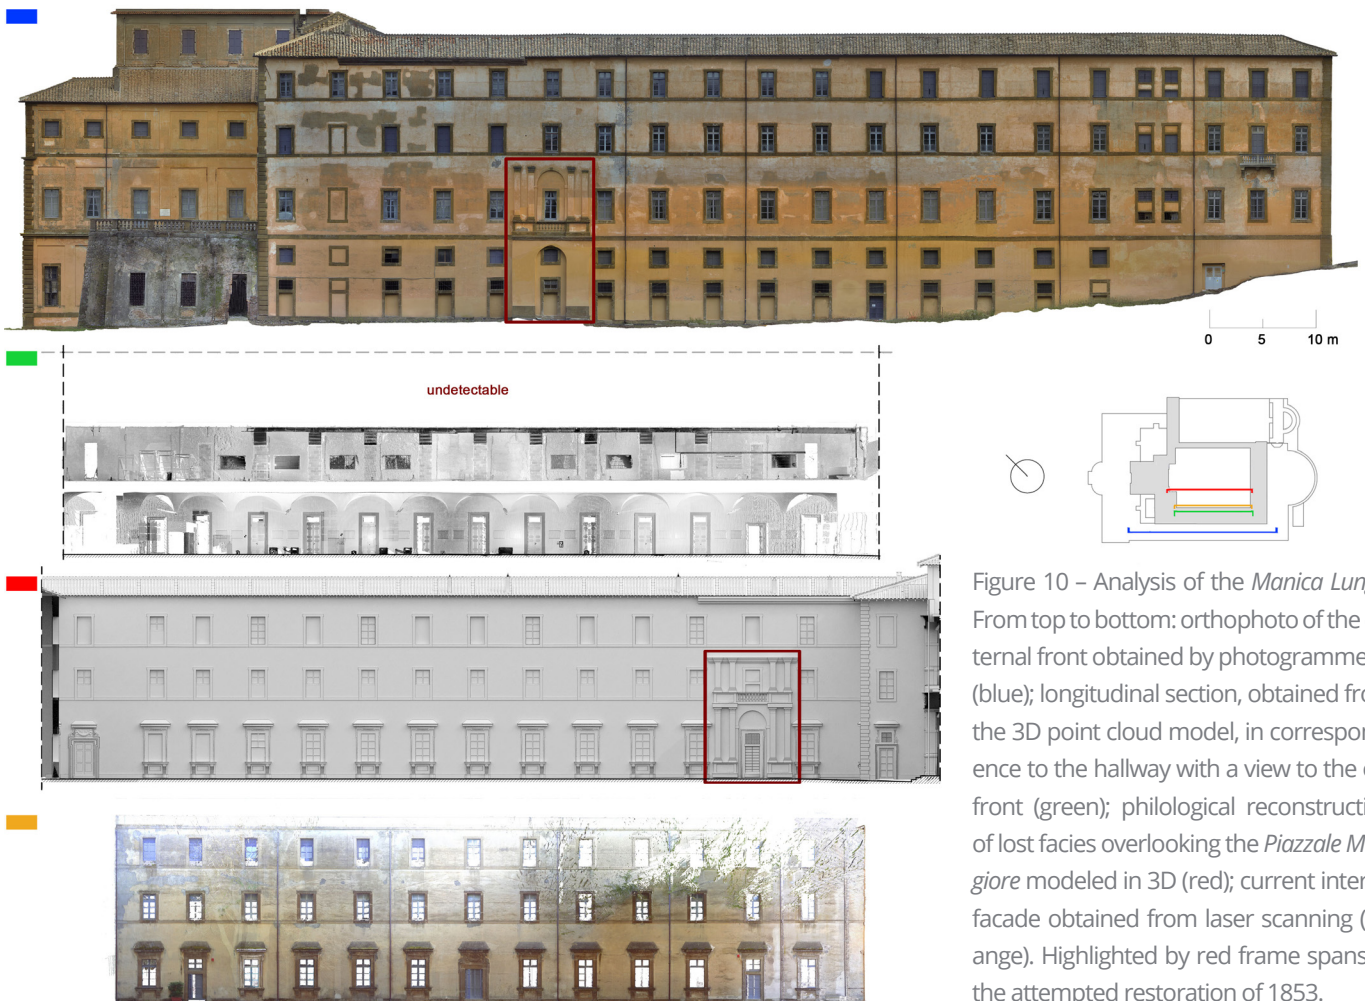 0 5 10 m
undetectable
Figure 10 – Analysis of the Manica Lun
From top to bottom: orthophoto of the
ternal front obtained by photogramme
(blue); longitudinal section, obtained fro
the 3D point cloud model, in correspon
ence to the hallway with a view to the
front (green); philological reconstructi
of lost facies overlooking the Piazzale M
giore modeled in 3D (red); current inter
facade obtained from laser scanning (
ange). Highlighted by red frame spans
the attempted restoration of 1853.